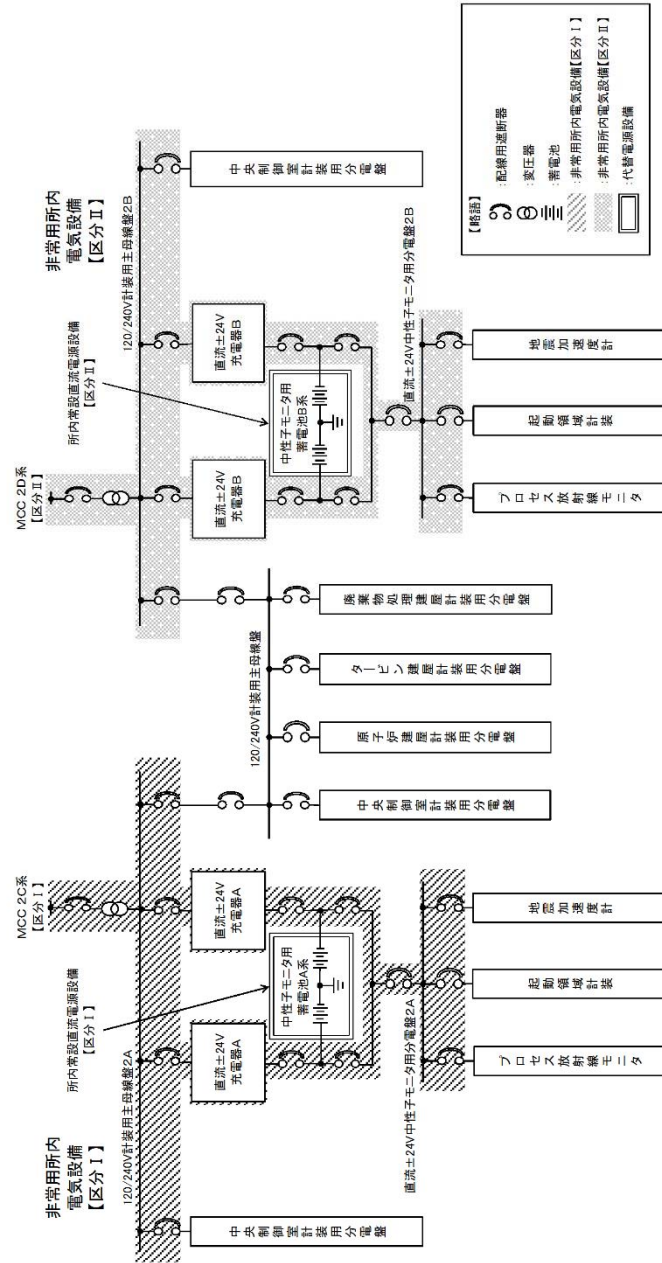 非常用所内
電気設備
【区分Ⅰ】
120/240V計装用主母線盤2A
所内常設直流電源設備
【区分Ⅰ】
MCC 2C系
【区分Ⅰ】
中央制御室計装用分電盤
直流±24V
充電器A
直流±24V
充電器A
中性子モニタ用
蓄電池A系
直流±24V中性子モニタ用分電盤2A
プロセス放射線モニタ
起動領域計装
地震加速度計
120/240V計装用主母線盤
中央制御室計装用分電盤
原子炉建屋計装用分電盤
タービン建屋計装用分電盤
廃棄物処理建屋計装用分電盤
MCC 2D系
【区分Ⅱ】
所内常設直流電源設備
【区分Ⅱ】
120/240V計装用主母線盤2B
非常用所内
電気設備
【区分Ⅱ】
直流±24V
充電器B
直流±24V
充電器B
中性子モニタ用
蓄電池B系
中央制御室計装用分電盤
直流±24V中性子モニタ用分電盤2B
プロセス放射線モニタ
起動領域計装
地震加速度計
【略語】
:配線用遮断器
:変圧器
:蓄電池
:非常用所内電気設備【区分Ⅰ】
:非常用所内電気設備【区分Ⅱ】
:代替電源設備